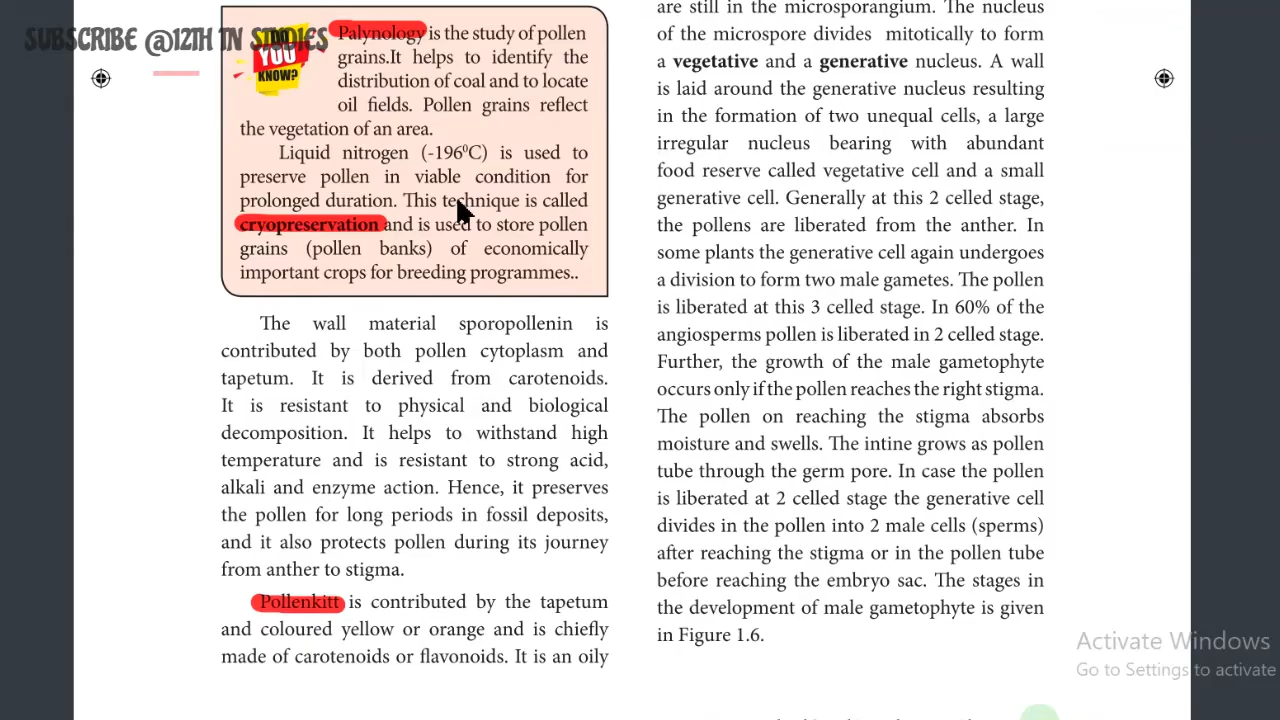 SUBSCRIBE @12TH IN STUDIES
DO
YOU
KNOW?
Palynology is the study of pollen
grains.It helps to identify the
distribution of coal and to locate
oil fields. Pollen grains reflect
the vegetation of an area.
Liquid nitrogen (-196⁰C) is used to
preserve pollen in viable condition for
prolonged duration. This technique is called
cryopreservation and is used to store pollen
grains (pollen banks) of economically
important crops for breeding programmes..
The wall material sporopollenin is
contributed by both pollen cytoplasm and
tapetum. It is derived from carotenoids.
It is resistant to physical and biological
decomposition. It helps to withstand high
temperature and is resistant to strong acid,
alkali and enzyme action. Hence, it preserves
the pollen for long periods in fossil deposits,
and it also protects pollen during its journey
from anther to stigma.
Pollenkitt is contributed by the tapetum
and coloured yellow or orange and is chiefly
made of carotenoids or flavonoids. It is an oily
are still in the microsporangium. The nucleus
of the microspore divides mitotically to form
a vegetative and a generative nucleus. A wall
is laid around the generative nucleus resulting
in the formation of two unequal cells, a large
irregular nucleus bearing with abundant
food reserve called vegetative cell and a small
generative cell. Generally at this 2 celled stage,
the pollens are liberated from the anther. In
some plants the generative cell again undergoes
a division to form two male gametes. The pollen
is liberated at this 3 celled stage. In 60% of the
angiosperms pollen is liberated in 2 celled stage.
Further, the growth of the male gametophyte
occurs only if the pollen reaches the right stigma.
The pollen on reaching the stigma absorbs
moisture and swells. The intine grows as pollen
tube through the germ pore. In case the pollen
is liberated at 2 celled stage the generative cell
divides in the pollen into 2 male cells (sperms)
after reaching the stigma or in the pollen tube
before reaching the embryo sac. The stages in
the development of male gametophyte is given
in Figure 1.6.
Activate Windows
Go to Settings to activate